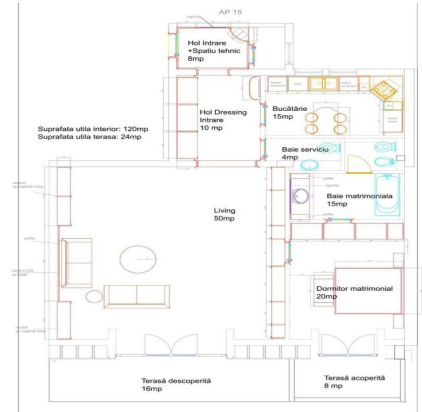 AP 15
Hol Intrare
+Spatiu tehnic
8mp
Hol Dressing
Intrare
10 mp
Bucătărie
15mp
Suprafata utila interior: 120mp
Suprafata utila terasa: 24mp
Baie serviciu
4mp
Baie matrimoniala
15mp
Living
50mp
Dormitor matrimonial
20mp
Terasă descoperită
16mp
Terasă acoperită
8 mp